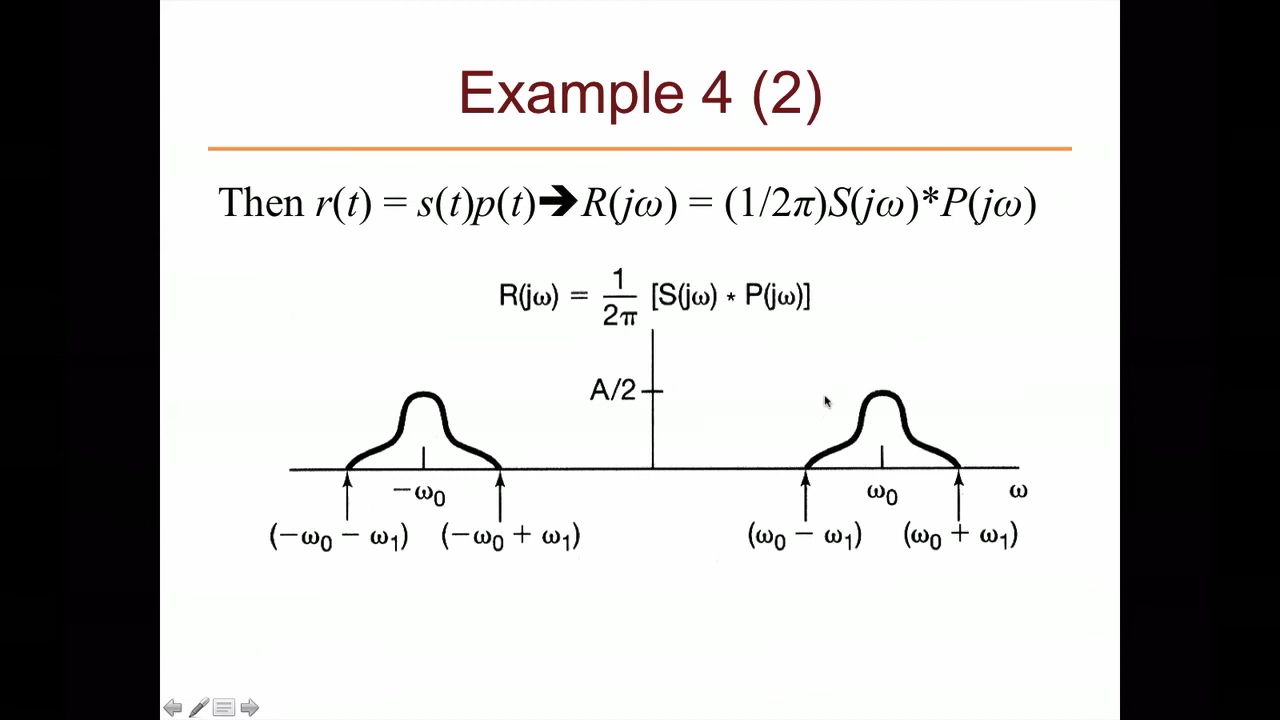 Example 4 (2)
Then r(t) = s(t)p(t)➔R(jω) = (1/2π)S(jω)*P(jω)
R(jω) = 1/2π [S(jω) * P(jω)]
A/2
−ω₀ ω₀ ω
(−ω₀ − ω₁) (−ω₀ + ω₁) (ω₀ − ω₁) (ω₀ + ω₁)